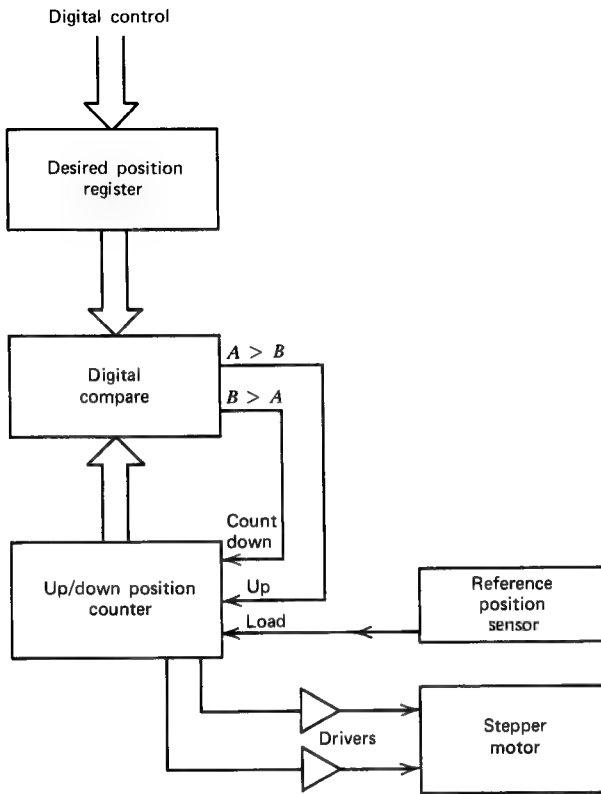 Digital control
Desired position
register
A > B
Digital
compare
B > A
Count
down
Up/down position
counter
Up
Load
Reference
position
sensor
Drivers
Stepper
motor